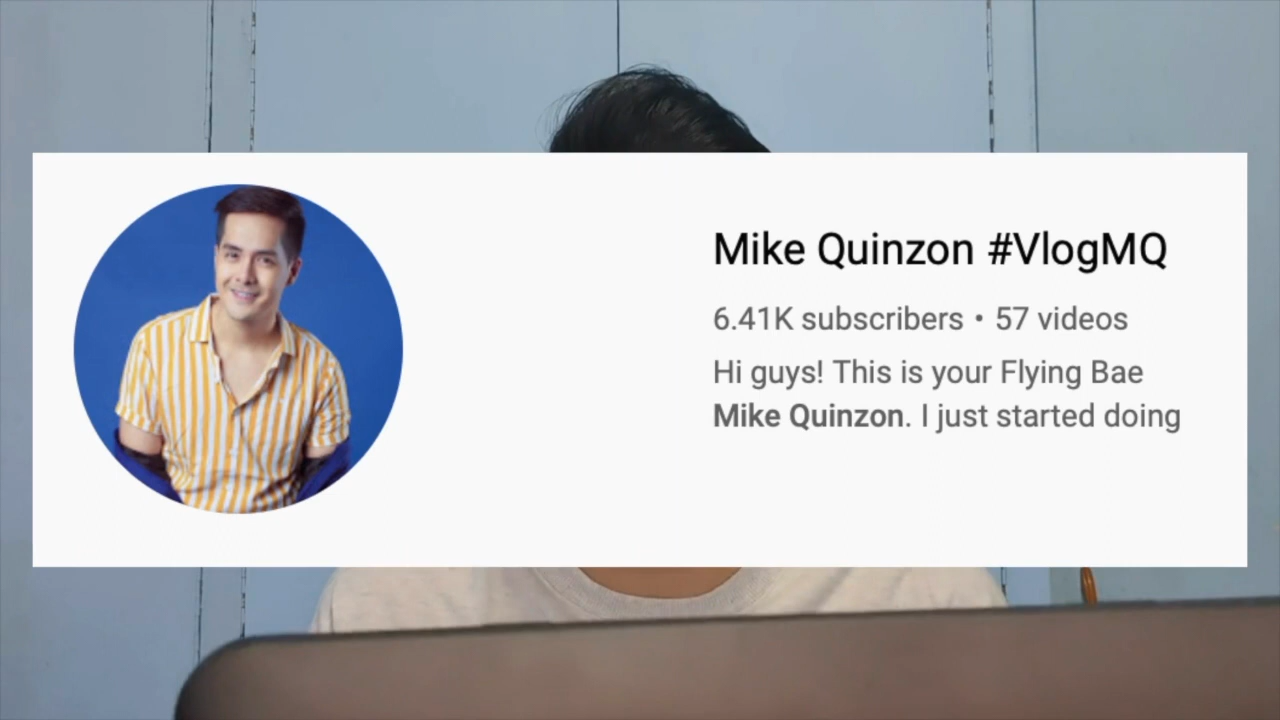 Mike Quinzon #VlogMQ
6.41K subscribers • 57 videos
Hi guys! This is your Flying Bae
Mike Quinzon. I just started doing